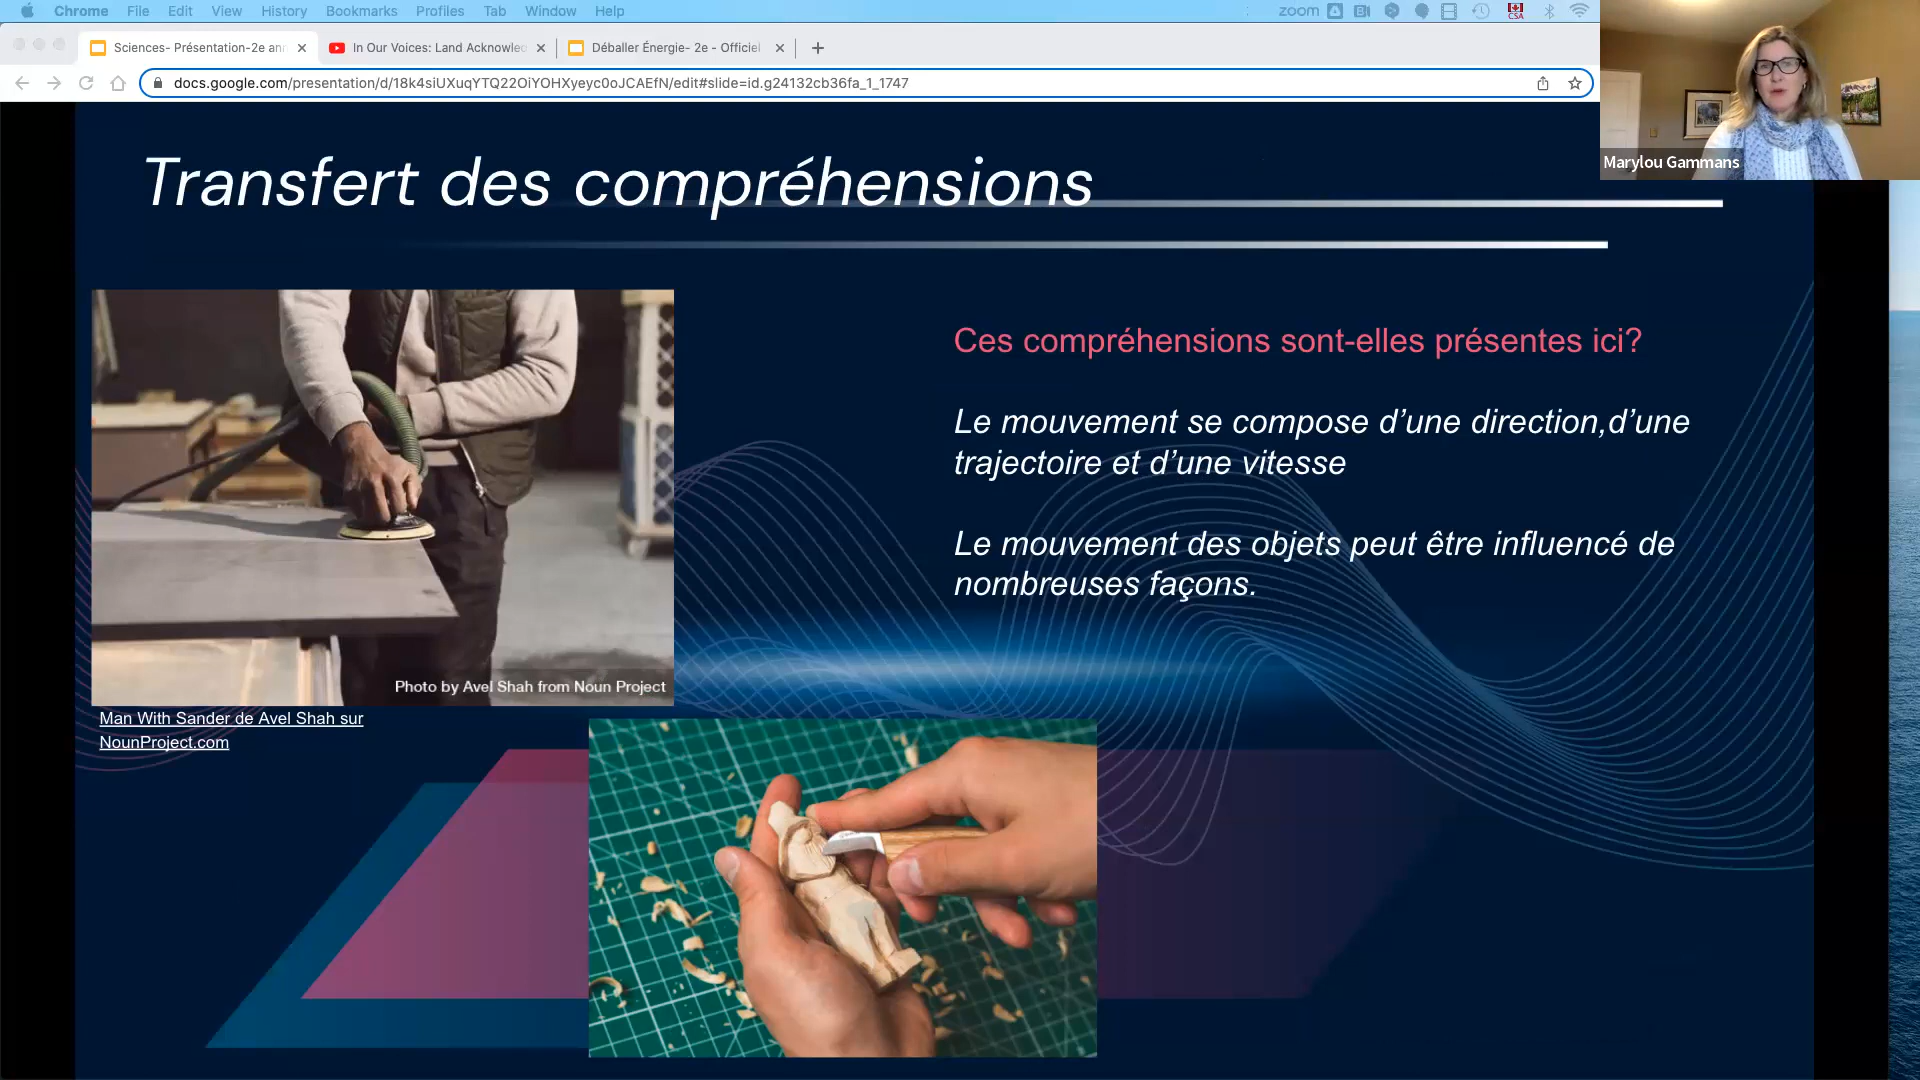 Chrome File Edit View History Bookmarks Profiles Tab Window Help
zoom
CSA
Sciences- Présentation-2e ann
In Our Voices: Land Acknowled
Déballer Énergie- 2e - Officiel
docs.google.com/presentation/d/18k4siUXuqYTQ22OiYOHXyeyc0oJCAEfN/edit#slide=id.g24132cb36fa_1_1747
Marylou Gammans
Transfert des compréhensions
Ces compréhensions sont-elles présentes ici?
Le mouvement se compose d’une direction,d’une
trajectoire et d’une vitesse
Le mouvement des objets peut être influencé de
nombreuses façons.
Photo by Avel Shah from Noun Project
Man With Sander de Avel Shah sur
NounProject.com